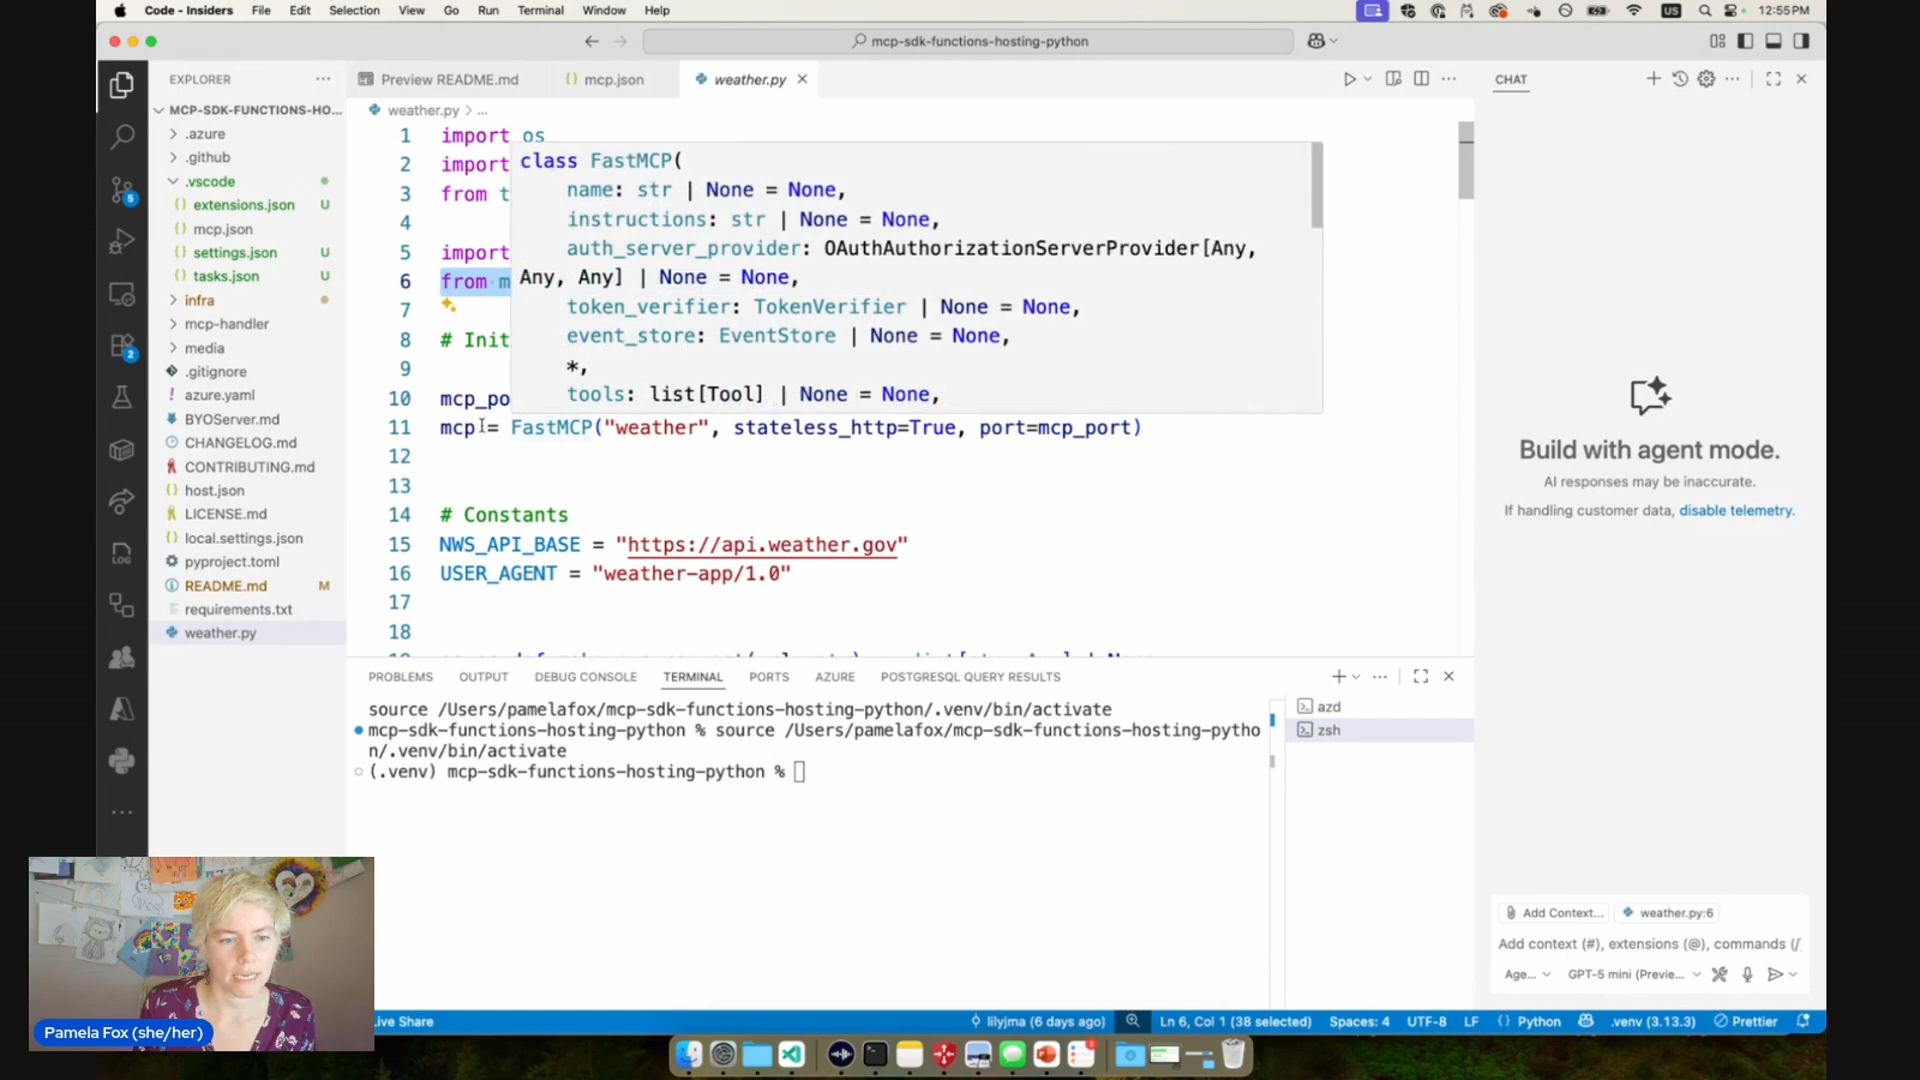 Code - Insiders File Edit Selection View Go Run Terminal Window Help
US 12:55PM
mcp-sdk-functions-hosting-python
EXPLORER
MCP-SDK-FUNCTIONS-HO...
.azure
.github
.vscode
extensions.json U
mcp.json
settings.json U
tasks.json U
infra
mcp-handler
media
.gitignore
azure.yaml
BYOServer.md
CHANGELOG.md
CONTRIBUTING.md
host.json
LICENSE.md
local.settings.json
pyproject.toml
README.md M
requirements.txt
weather.py
5
2
LOG
Preview README.md mcp.json weather.py
weather.py > ...
1 import os
2 import
3 from t
4
5 import
6 from m
7
8 # Init
9
10 mcp_po
11 mcp = FastMCP("weather", stateless_http=True, port=mcp_port)
12
13
14 # Constants
15 NWS_API_BASE = "https://api.weather.gov"
16 USER_AGENT = "weather-app/1.0"
17
18
class FastMCP(
name: str | None = None,
instructions: str | None = None,
auth_server_provider: OAuthAuthorizationServerProvider[Any,
Any, Any] | None = None,
token_verifier: TokenVerifier | None = None,
event_store: EventStore | None = None,
*,
tools: list[Tool] | None = None,
PROBLEMS OUTPUT DEBUG CONSOLE TERMINAL PORTS AZURE POSTGRESQL QUERY RESULTS
source /Users/pamelafox/mcp-sdk-functions-hosting-python/.venv/bin/activate
mcp-sdk-functions-hosting-python % source /Users/pamelafox/mcp-sdk-functions-hosting-pytho
n/.venv/bin/activate
(.venv) mcp-sdk-functions-hosting-python %
azd
zsh
CHAT
Build with agent mode.
AI responses may be inaccurate.
If handling customer data, disable telemetry.
Add Context... weather.py:6
Add context (#), extensions (@), commands (/
Age... GPT-5 mini (Previe...
Live Share lilyjma (6 days ago) Ln 6, Col 1 (38 selected) Spaces: 4 UTF-8 LF Python .venv (3.13.3) Prettier
Pamela Fox (she/her)